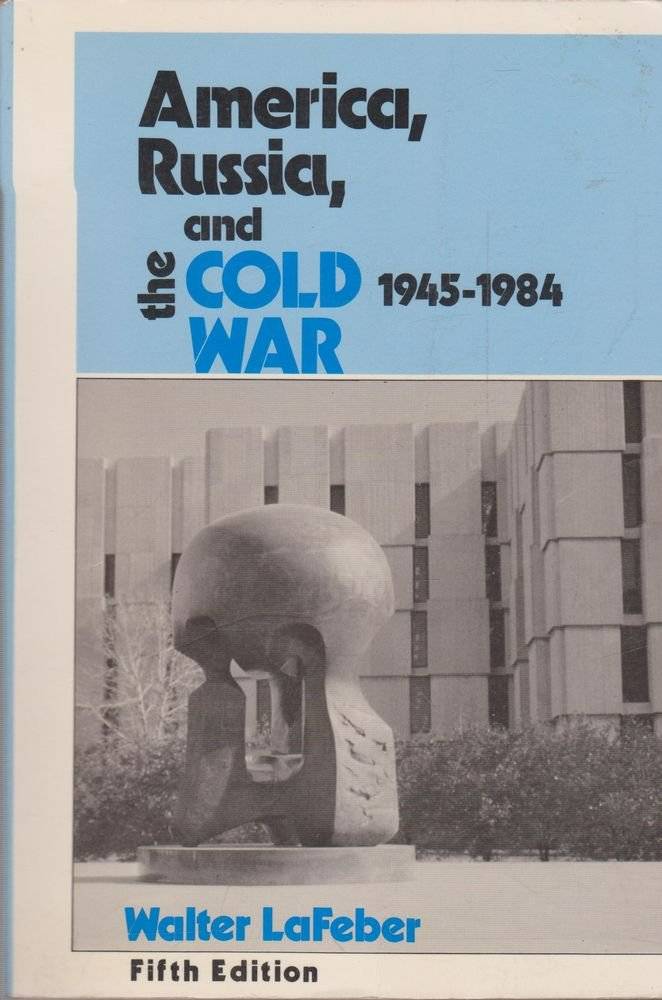 America,
Russia,
and
the COLD 1945-1984
WAR
Walter LaFeber
Fifth Edition